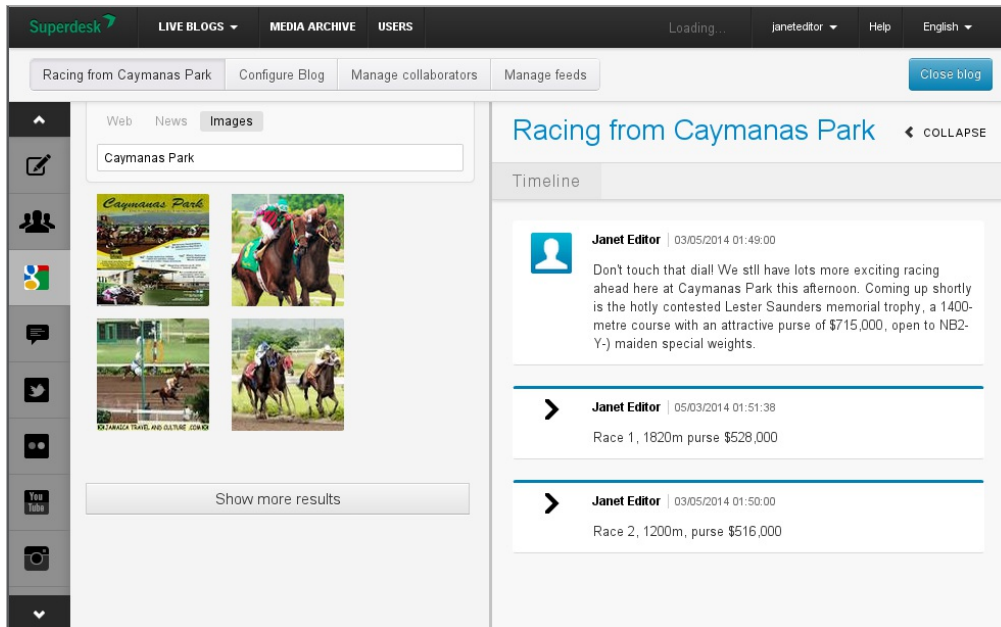 Superdesk
LIVE BLOGS MEDIA ARCHIVE USERS Loading... janeteditor Help English
Racing from Caymanas Park Configure Blog Manage collaborators Manage feeds Close blog
Web News Images
Caymanas Park
Caymanas Park
JAMAICA TRAVEL AND CULTURE .COM
Show more results
You
Tube
Racing from Caymanas Park COLLAPSE
Timeline
Janet Editor 03/05/2014 01:49:00
Don't touch that dial! We stll have lots more exciting racing
ahead here at Caymanas Park this afternoon. Coming up shortly
is the hotly contested Lester Saunders memorial trophy, a 1400-
metre course with an attractive purse of $715,000, open to NB2-
Y-) maiden special weights.
Janet Editor 05/03/2014 01:51:38
Race 1, 1820m purse $528,000
Janet Editor 03/05/2014 01:50:00
Race 2, 1200m, purse $516,000